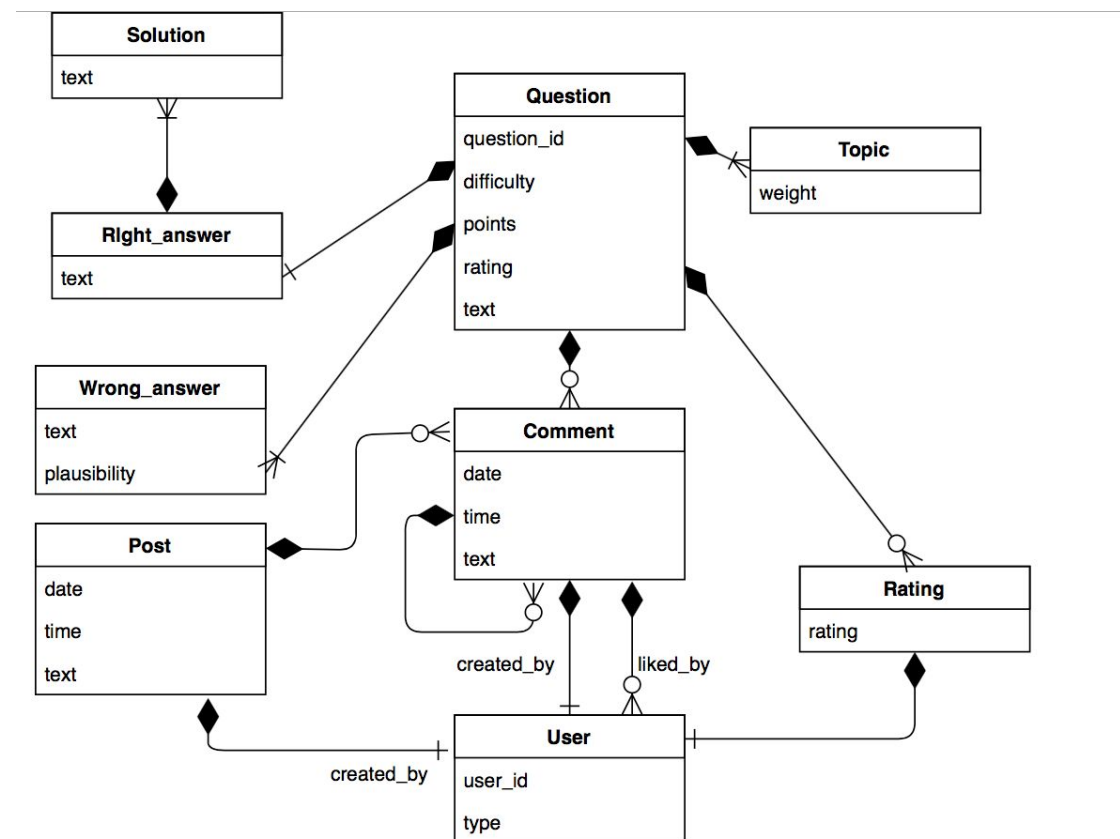 Solution
text
Question
question_id
difficulty
points
rating
text
Topic
weight
RIght_answer
text
Wrong_answer
text
plausibility
Comment
date
time
text
Post
date
time
text
Rating
rating
created_by
liked_by
created_by
User
user_id
type